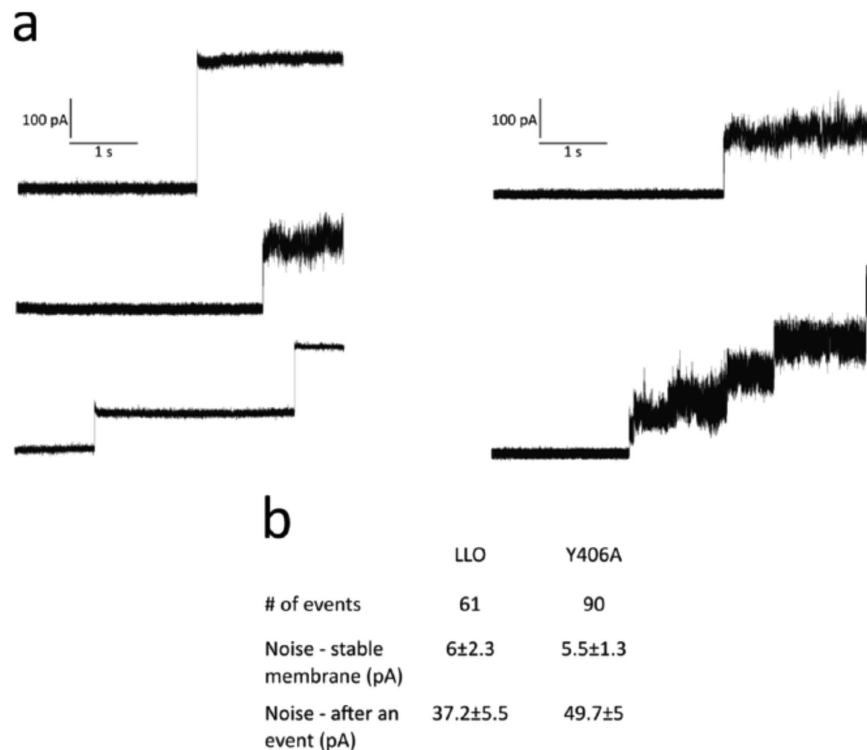 a
100 pA
1 s
100 pA
1 s
b
LLO Y406A
# of events 61 90
Noise - stable 6±2.3 5.5±1.3
membrane (pA)
Noise - after an 37.2±5.5 49.7±5
event (pA)